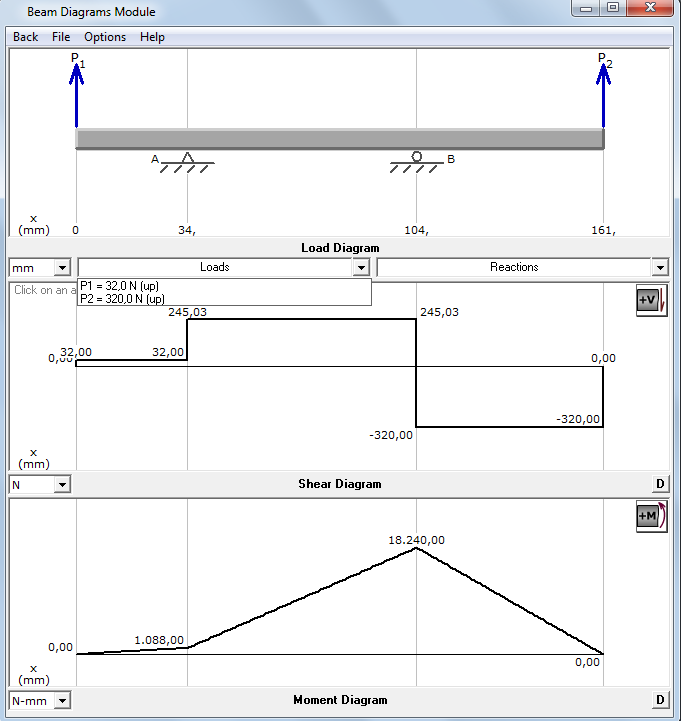 Beam Diagrams Module
Back File Options Help
P1 P2
A B
x
(mm) 0 34, 104, 161,
Load Diagram
mm Loads Reactions
Click on an a
P1 = 32,0 N (up)
P2 = 320,0 N (up)
+V
245,03 245,03
0,00 32,00 32,00 0,00
-320,00
-320,00
x
(mm)
N Shear Diagram D
+M
18.240,00
1.088,00
0,00
0,00
x
(mm)
N-mm Moment Diagram D